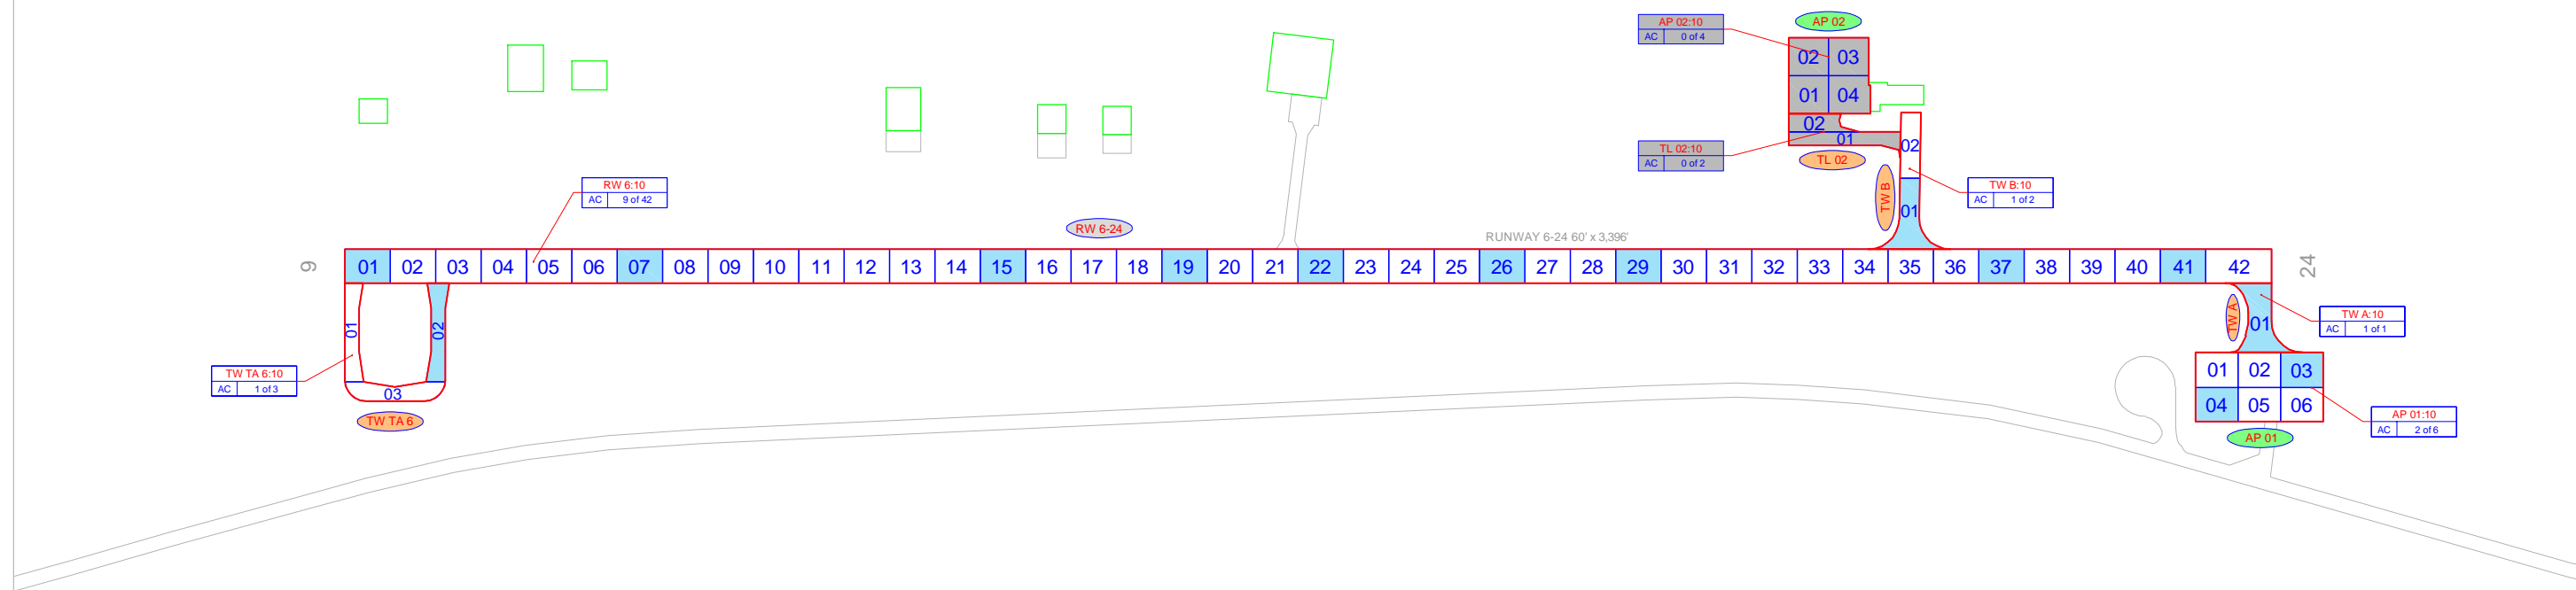 AP 02:10
AC 0 of 4
AP 02
02 03
01 04
02
01
TL 02:10
AC 0 of 2
TL 02
02
TW B
01
TW B:10
AC 1 of 2
RW 6:10
AC 9 of 42
RW 6-24
RUNWAY 6-24 60' x 3,396'
6
01 02 03 04 05 06 07 08 09 10 11 12 13 14 15 16 17 18 19 20 21 22 23 24 25 26 27 28 29 30 31 32 33 34 35 36 37 38 39 40 41 42
24
01
02
03
TW TA 6:10
AC 1 of 3
TW TA 6
TW A
01
TW A:10
AC 1 of 1
01 02 03
04 05 06
AP 01:10
AC 2 of 6
AP 01